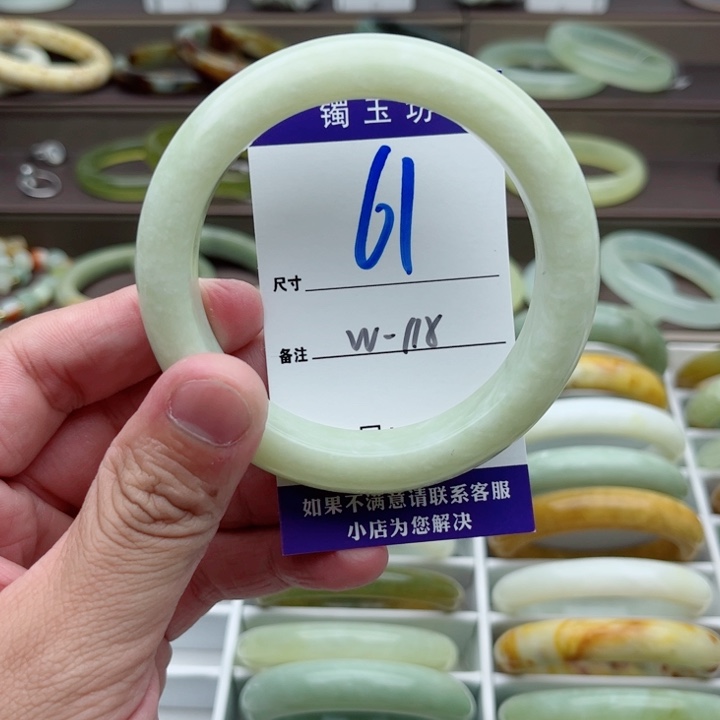 镯玉坊
61
尺寸
备注 W-118
如果不满意请联系客服
小店为您解决